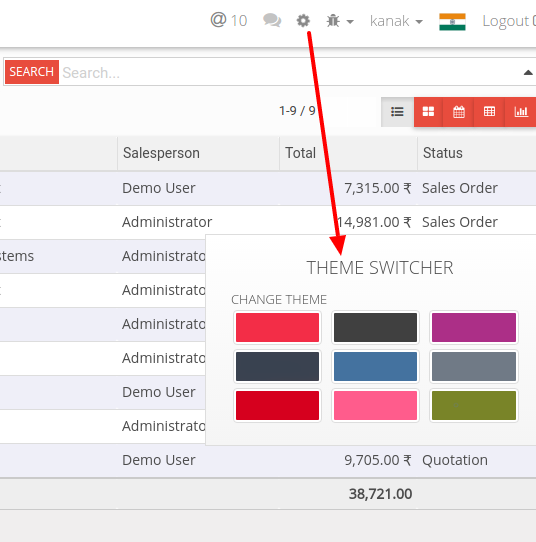 @ 10 kanak Logout
SEARCH Search...
1-9 / 9
Salesperson Total Status
Demo User 7,315.00 ₹ Sales Order
Administrator 14,981.00 ₹ Sales Order
stems Administrato
THEME SWITCHER
Administrato
CHANGE THEME
Administrato
Administrato
Demo User
Administrato
Demo User 9,705.00 ₹ Quotation
38,721.00